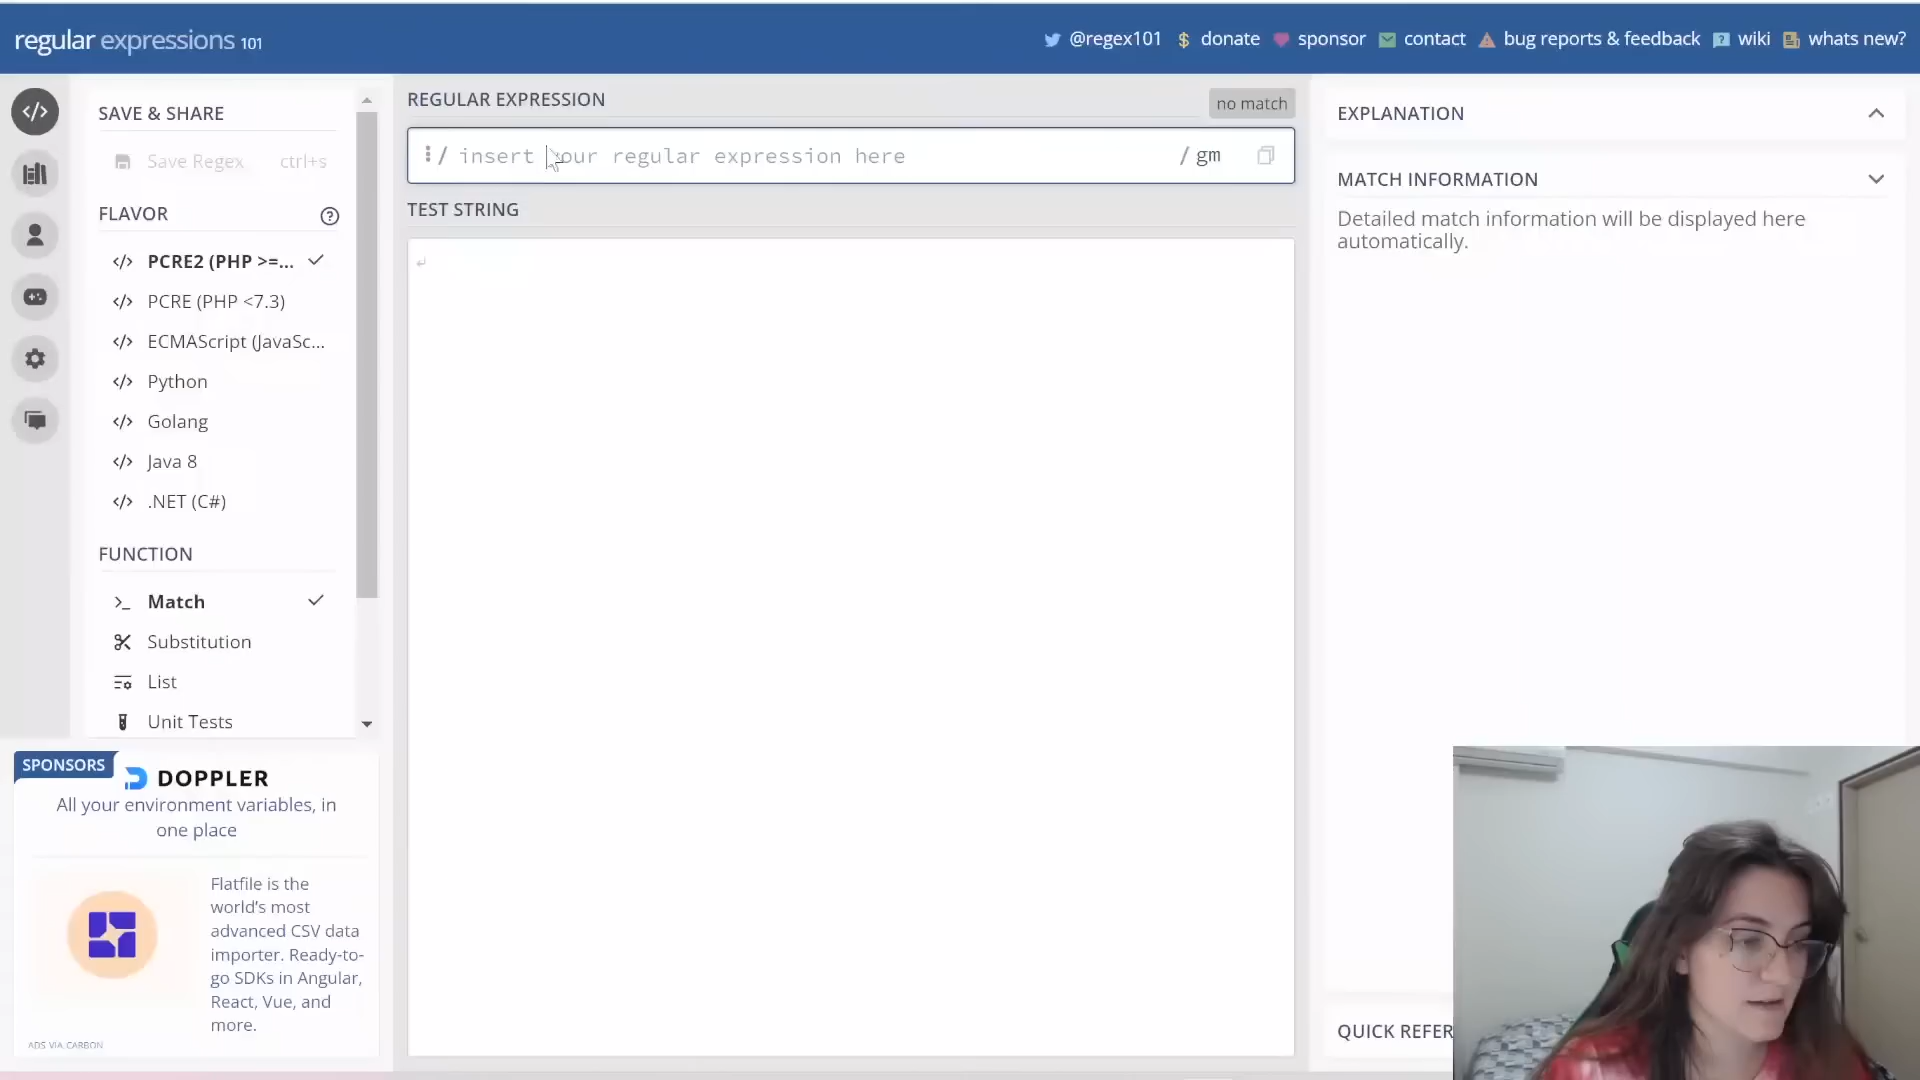 regular expressions 101
@regex101
donate
sponsor
contact
bug reports & feedback
wiki
whats new?
SAVE & SHARE
Save Regex ctrl+s
FLAVOR
PCRE2 (PHP >=...
PCRE (PHP <7.3)
ECMAScript (JavaSc...
Python
Golang
Java 8
.NET (C#)
FUNCTION
Match
Substitution
List
Unit Tests
SPONSORS
DOPPLER
All your environment variables, in
one place
Flatfile is the
world's most
advanced CSV data
importer. Ready-to-
go SDKs in Angular,
React, Vue, and
more.
ADS VIA CARBON
REGULAR EXPRESSION
no match
/ insert your regular expression here / gm
TEST STRING
EXPLANATION
MATCH INFORMATION
Detailed match information will be displayed here
automatically.
QUICK REFER